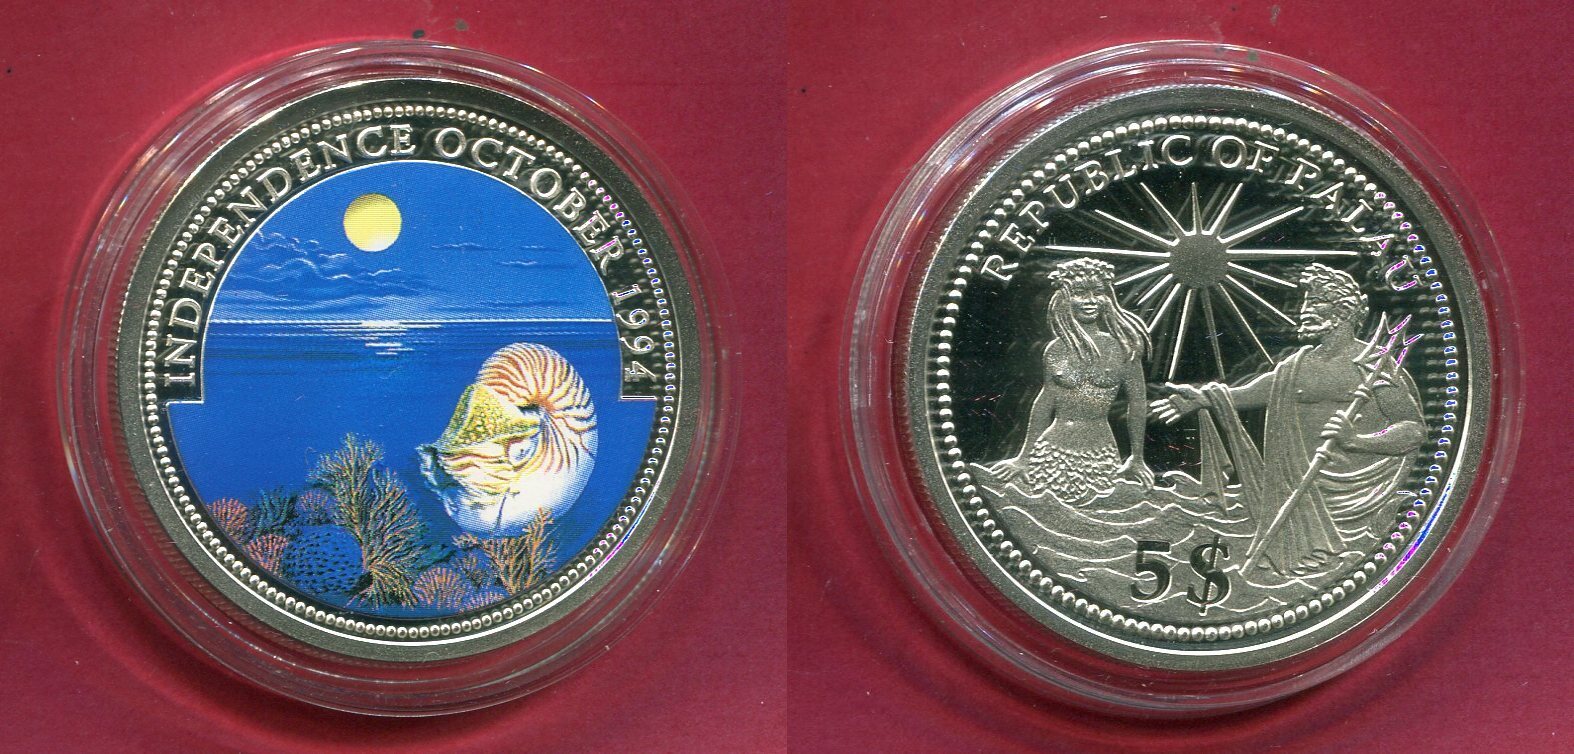 INDEPENDENCE OCTOBER 1994
REPUBLIC OF PALAU
5$